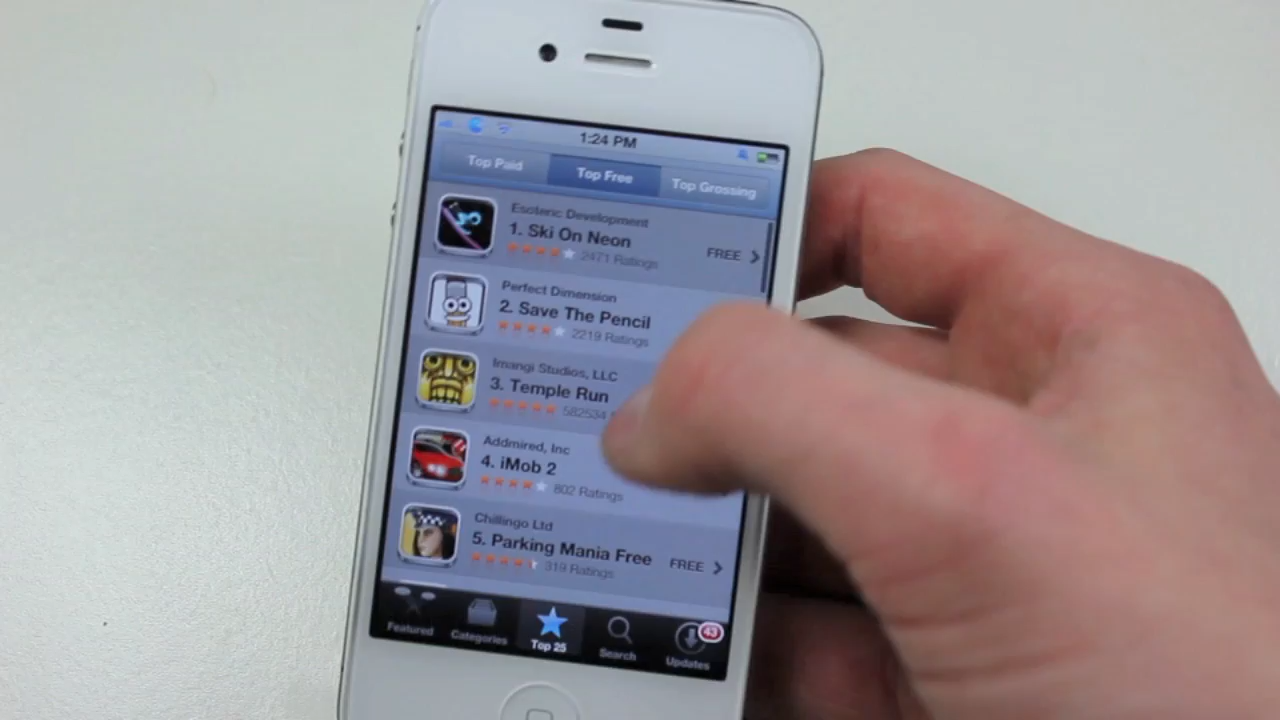 1:24 PM
Top Paid
Top Free
Top Grossing
Esoteric Development
1. Ski On Neon
2471 Ratings
FREE
Perfect Dimension
2. Save The Pencil
2219 Ratings
Imangi Studios, LLC
3. Temple Run
582534
Addmired, Inc
4. iMob 2
802 Ratings
Chillingo Ltd
5. Parking Mania Free
319 Ratings
FREE
Featured
Categories
Top 25
Search
43
Updates